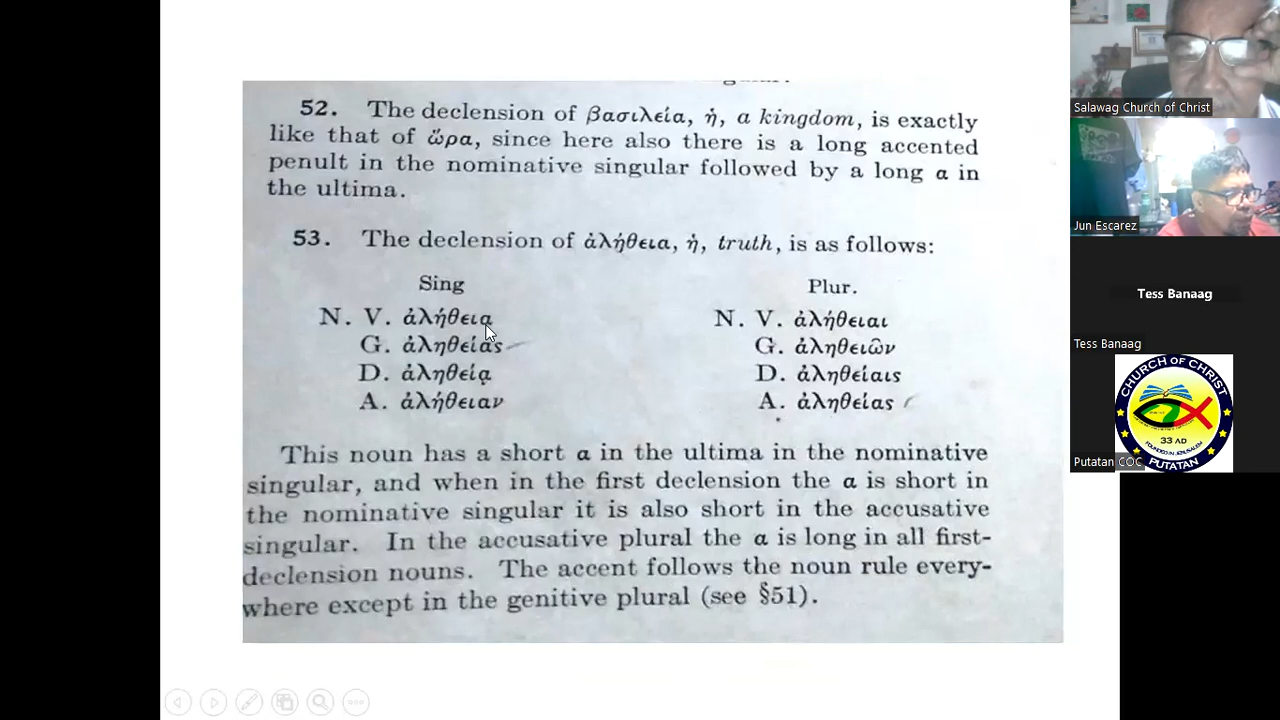 52. The declension of βασιλεία, ἡ, a kingdom, is exactly
like that of ὥρα, since here also there is a long accented
penult in the nominative singular followed by a long α in
the ultima.
53. The declension of ἀλήθεια, ἡ, truth, is as follows:
Sing Plur.
N. V. ἀλήθεια N. V. ἀλήθειαι
G. ἀληθείας G. ἀληθειῶν
D. ἀληθείᾳ D. ἀληθείαις
A. ἀλήθειαν A. ἀληθείας
This noun has a short α in the ultima in the nominative
singular, and when in the first declension the α is short in
the nominative singular it is also short in the accusative
singular. In the accusative plural the α is long in all first-
declension nouns. The accent follows the noun rule every-
where except in the genitive plural (see §51).
Salawag Church of Christ
Jun Escarez
Tess Banaag
Tess Banaag
CHURCH OF CHRIST
33 AD
FOUNDED IN JERUSALEM
PUTATAN
Putatan COC